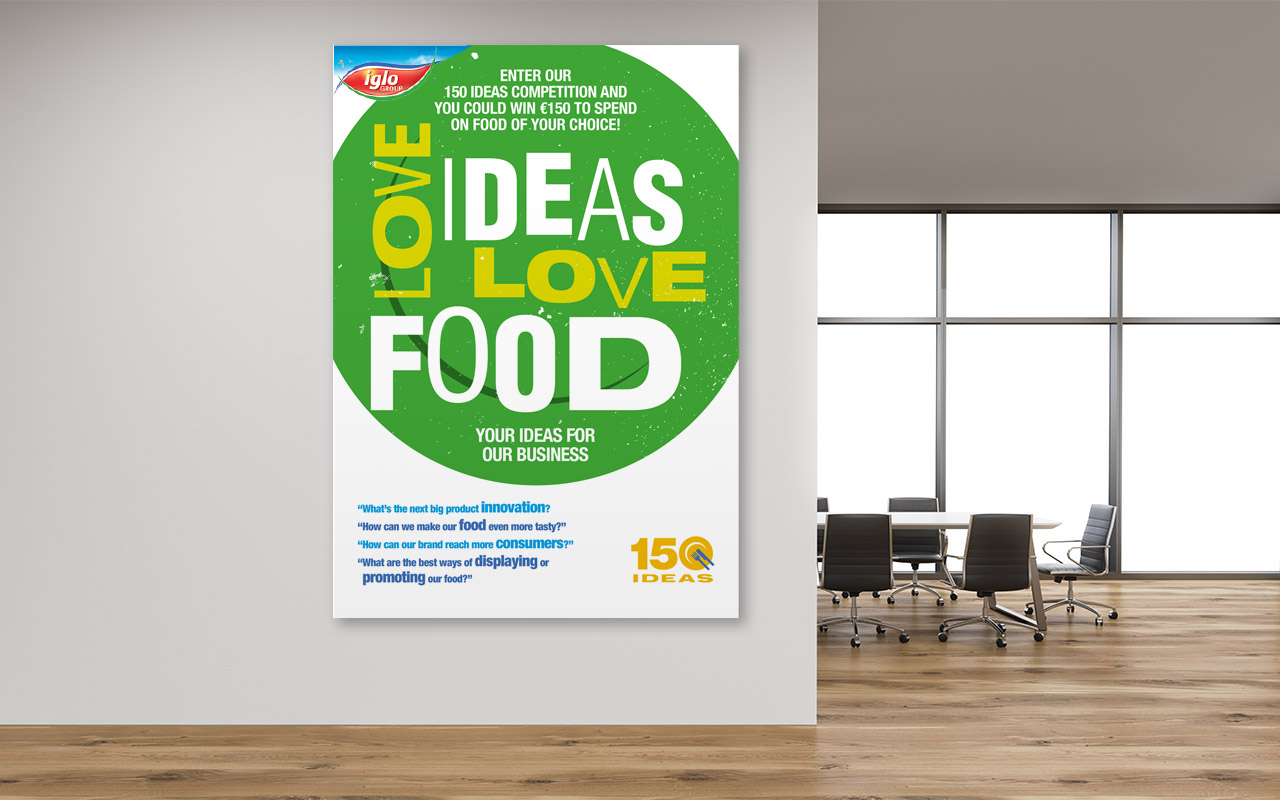 iglo
GROUP
ENTER OUR
150 IDEAS COMPETITION AND
YOU COULD WIN €150 TO SPEND
ON FOOD OF YOUR CHOICE!
LOVE
IDEAS
LOVE
FOOD
YOUR IDEAS FOR
OUR BUSINESS
“What’s the next big product innovation?
“How can we make our food even more tasty?”
“How can our brand reach more consumers?”
“What are the best ways of displaying or
promoting our food?”
150
IDEAS